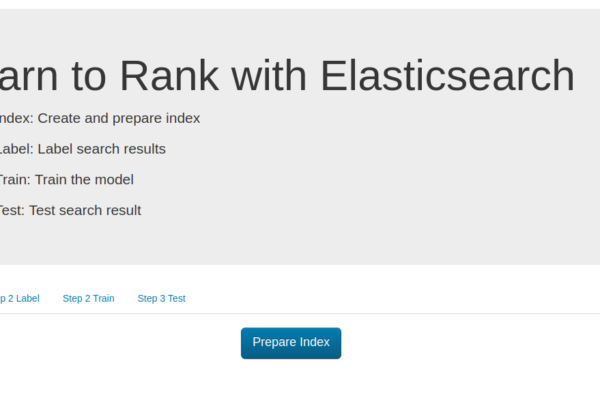 arn to Rank with Elasticsearch
ndex: Create and prepare index
Label: Label search results
Train: Train the model
Test: Test search result
p 2 Label Step 2 Train Step 3 Test
Prepare Index